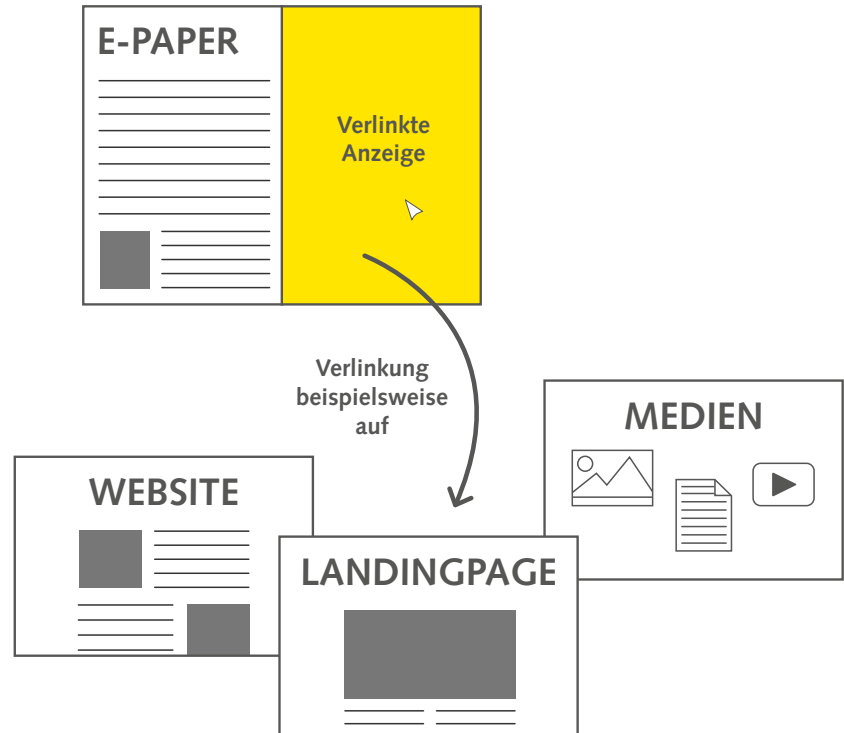 E-PAPER
Verlinkte
Anzeige
Verlinkung
beispielsweise
auf
MEDIEN
WEBSITE
LANDINGPAGE